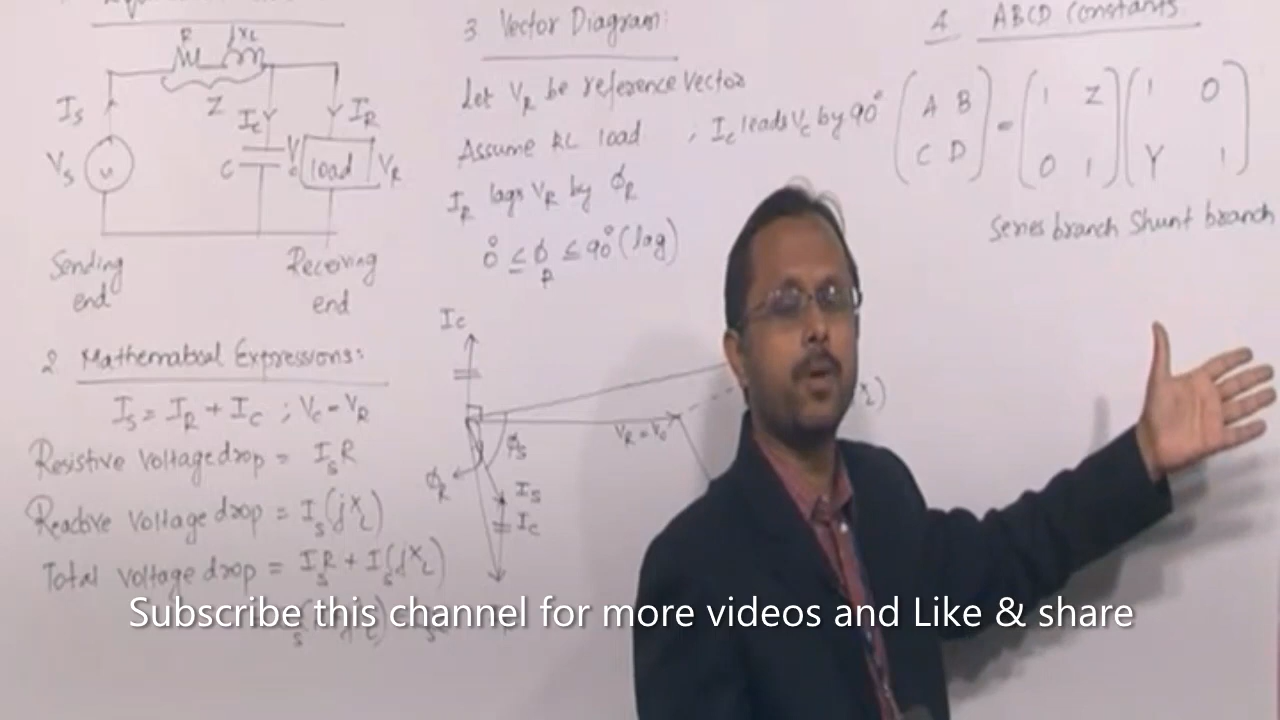 R jXL
Z
Is
Ic
IR
Vs
C
Vc
load
VR
Sending end
Receiving end
2. Mathematical Expressions:
Is = IR + Ic ; Vc = VR
Resistive voltage drop = IsR
Reactive voltage drop = Is(jXL)
Total voltage drop = IsR + Is(jXL)
3 Vector Diagram:
Let VR be reference Vector
Assume RL load , Ic leads Vc by 90°
IR lags VR by ϕR
0° ≤ ϕR ≤ 90° (lag)
Ic
VR = Vc
ϕs
ϕR
Is
Ic
4. ABCD Constants
(A B) = (1 Z) (1 0)
(C D) (0 1) (Y 1)
Series branch Shunt branch
Subscribe this channel for more videos and Like & share